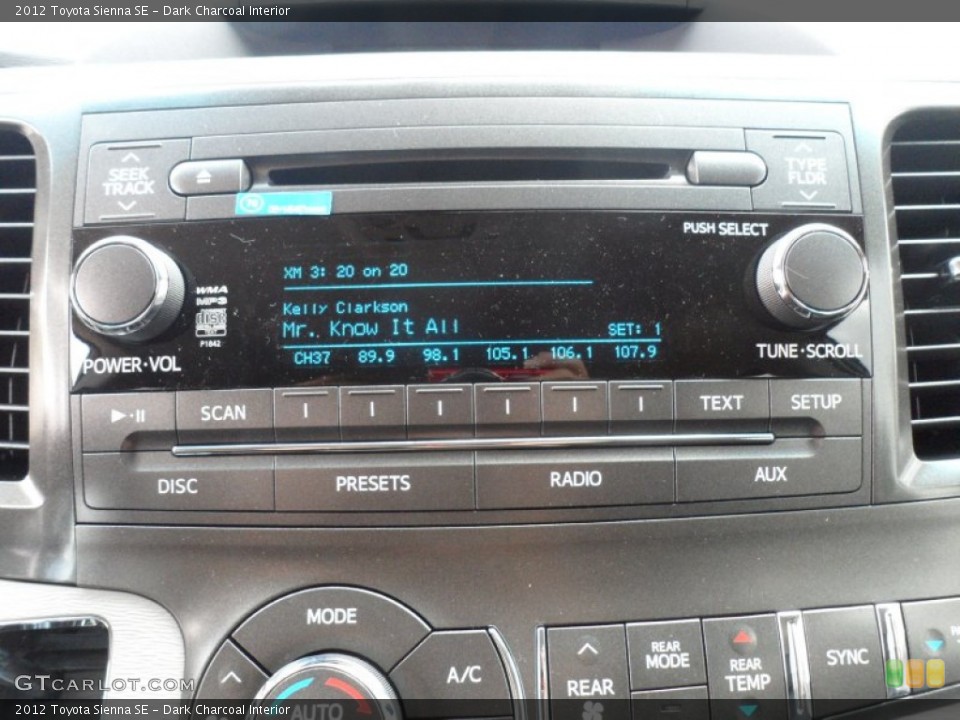 2012 Toyota Sienna SE - Dark Charcoal Interior
SEEK
TRACK
TYPE
FLDR
PUSH SELECT
XM 3: 20 on 20
WMA
MP3
DISC
P1842
Kelly Clarkson
Mr. Know It All
SET: 1
CH37 89.9 98.1 105.1 106.1 107.9
POWER·VOL
TUNE·SCROLL
SCAN
TEXT
SETUP
DISC
PRESETS
RADIO
AUX
MODE
A/C
AUTO
REAR
REAR
MODE
REAR
TEMP
SYNC
GTCARLOT.COM
2012 Toyota Sienna SE - Dark Charcoal Interior